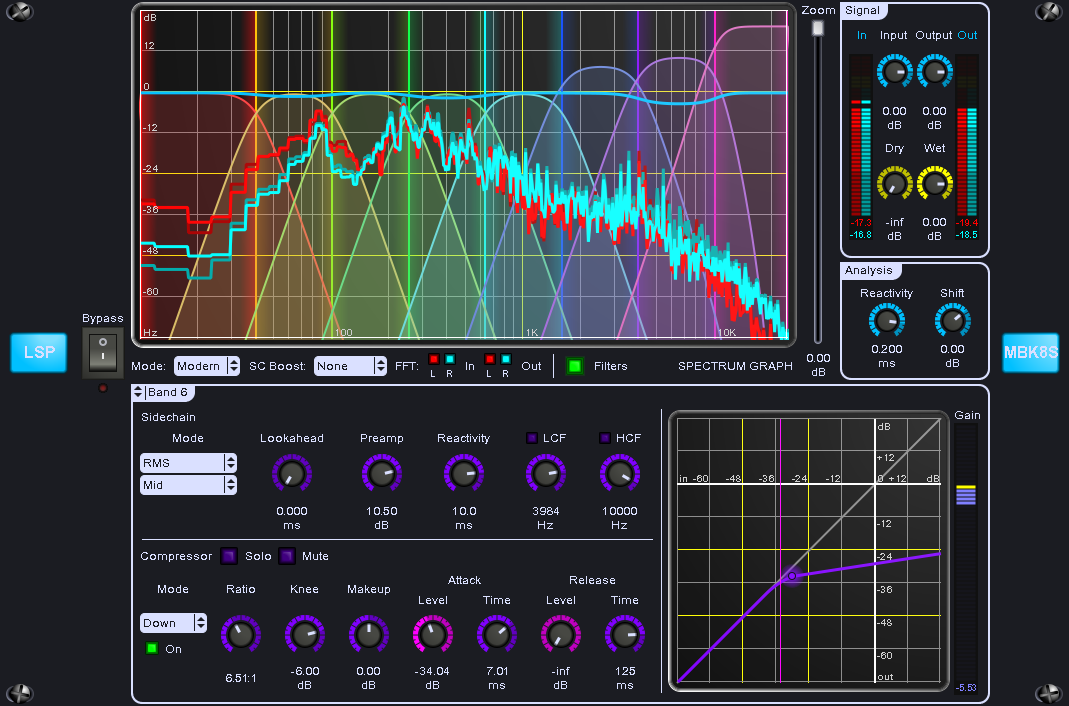 dB
12
0
-12
-24
-36
-48
-60
Hz 100 1K 10K
Zoom
0.00
dB
Signal
In Input Output Out
0.00 0.00
dB dB
Dry Wet
-17.3 -inf 0.00 -19.4
-16.8 dB dB -18.5
Analysis
Reactivity Shift
0.200 0.00
ms dB
Bypass
LSP
MBK8S
Mode: Modern SC Boost: None FFT: L R In L R Out Filters SPECTRUM GRAPH
Band 6
Sidechain
Mode Lookahead Preamp Reactivity LCF HCF
RMS
Mid
0.000 10.50 10.0 3984 10000
ms dB ms Hz Hz
Compressor Solo Mute
Mode Ratio Knee Makeup Attack Release
Level Time Level Time
Down
On
6.51:1 -6.00 0.00 -34.04 7.01 -inf 125
dB dB dB ms dB ms
dB
+12
in -60 -48 -36 -24 -12 0 +12 dB
-12
-24
-36
-48
-60
out
Gain
-5.53